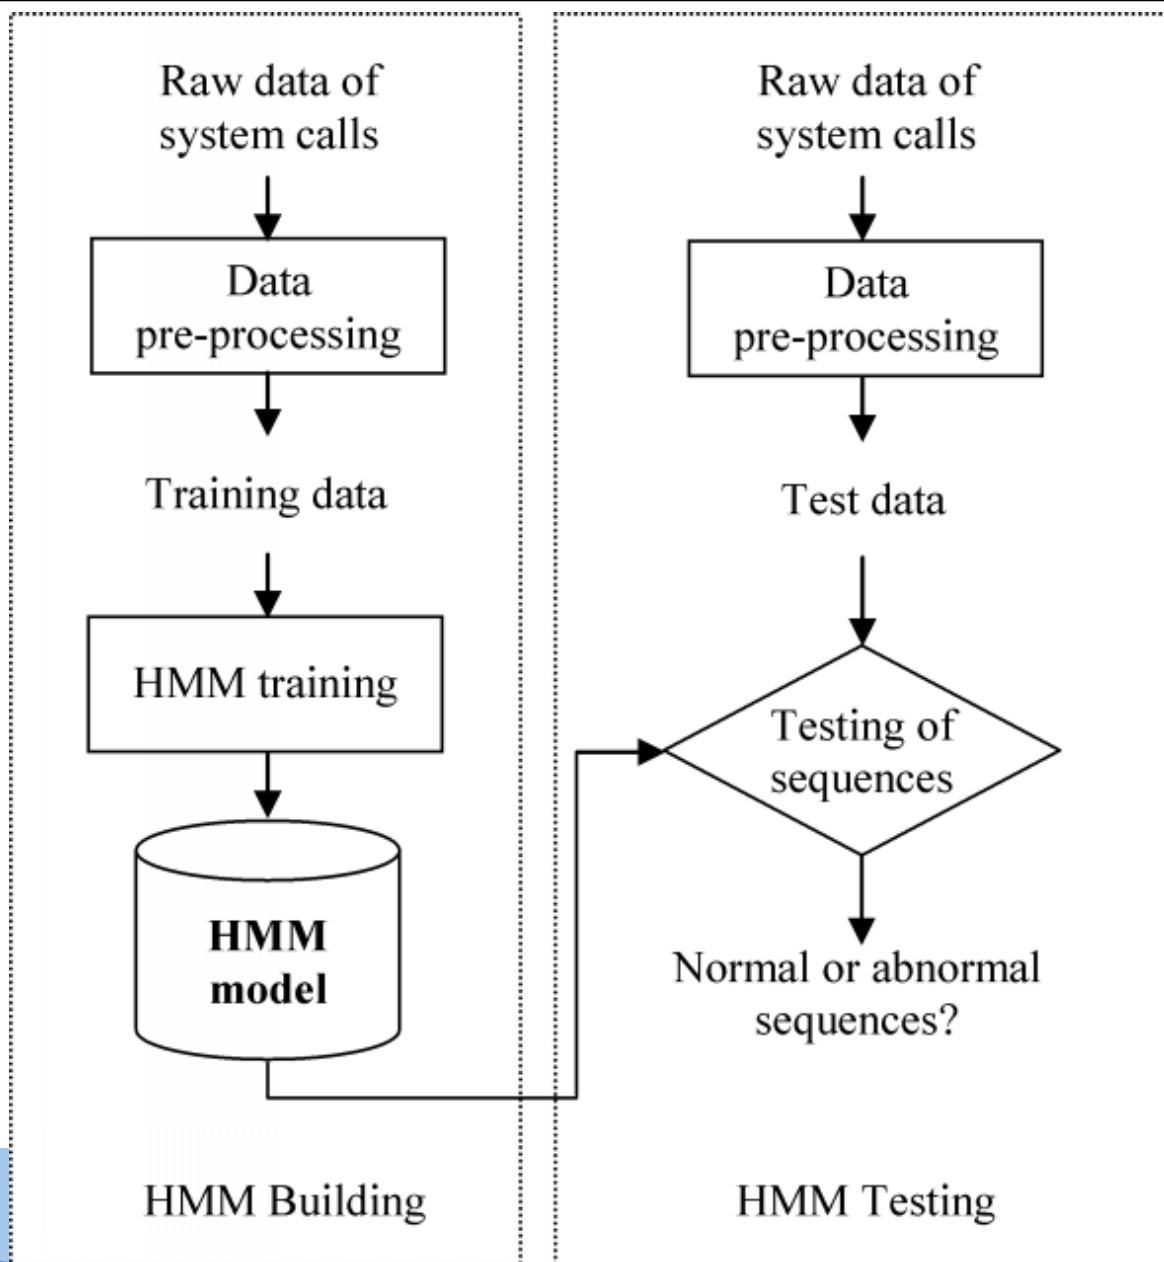 Raw data of
system calls
Data
pre-processing
Training data
HMM training
HMM
model
HMM Building
Raw data of
system calls
Data
pre-processing
Test data
Testing of
sequences
Normal or abnormal
sequences?
HMM Testing